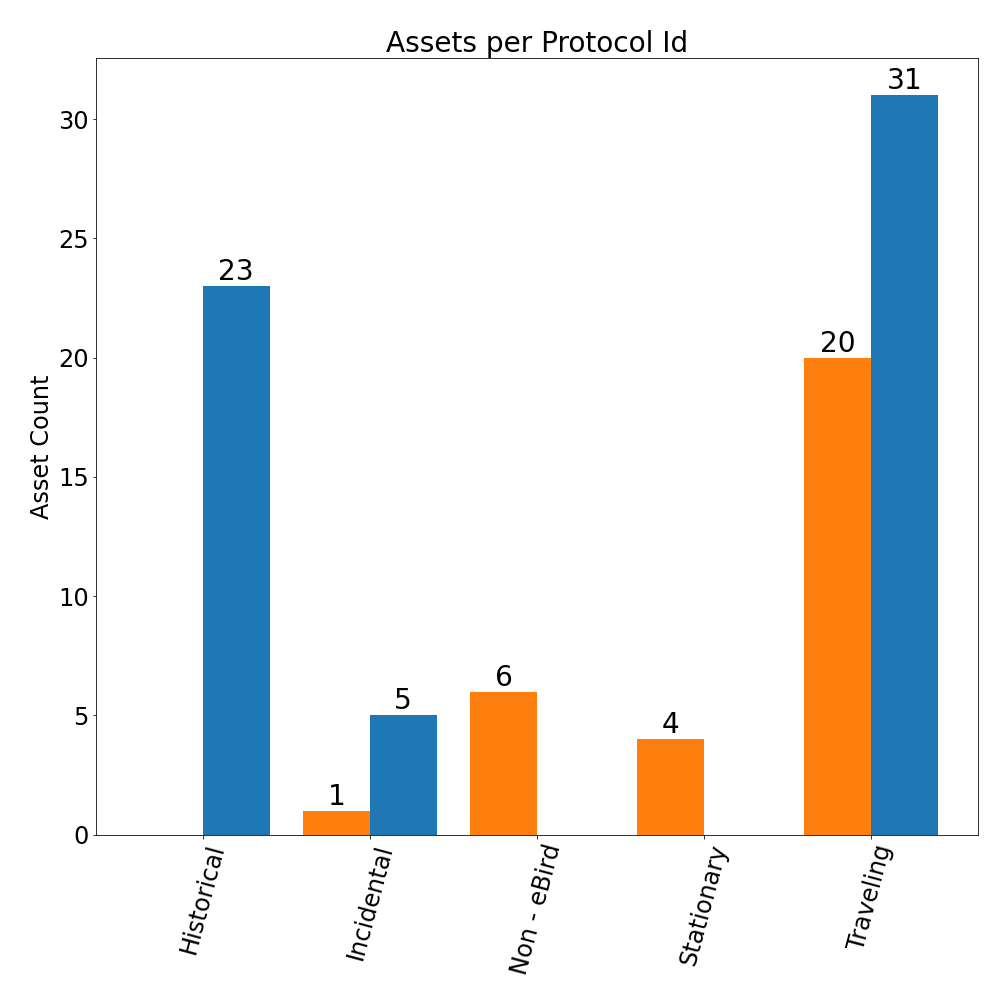 Assets per Protocol Id
Asset Count
30
25
20
15
10
5
0
23
1
5
6
4
20
31
Historical
Incidental
Non - eBird
Stationary
Traveling